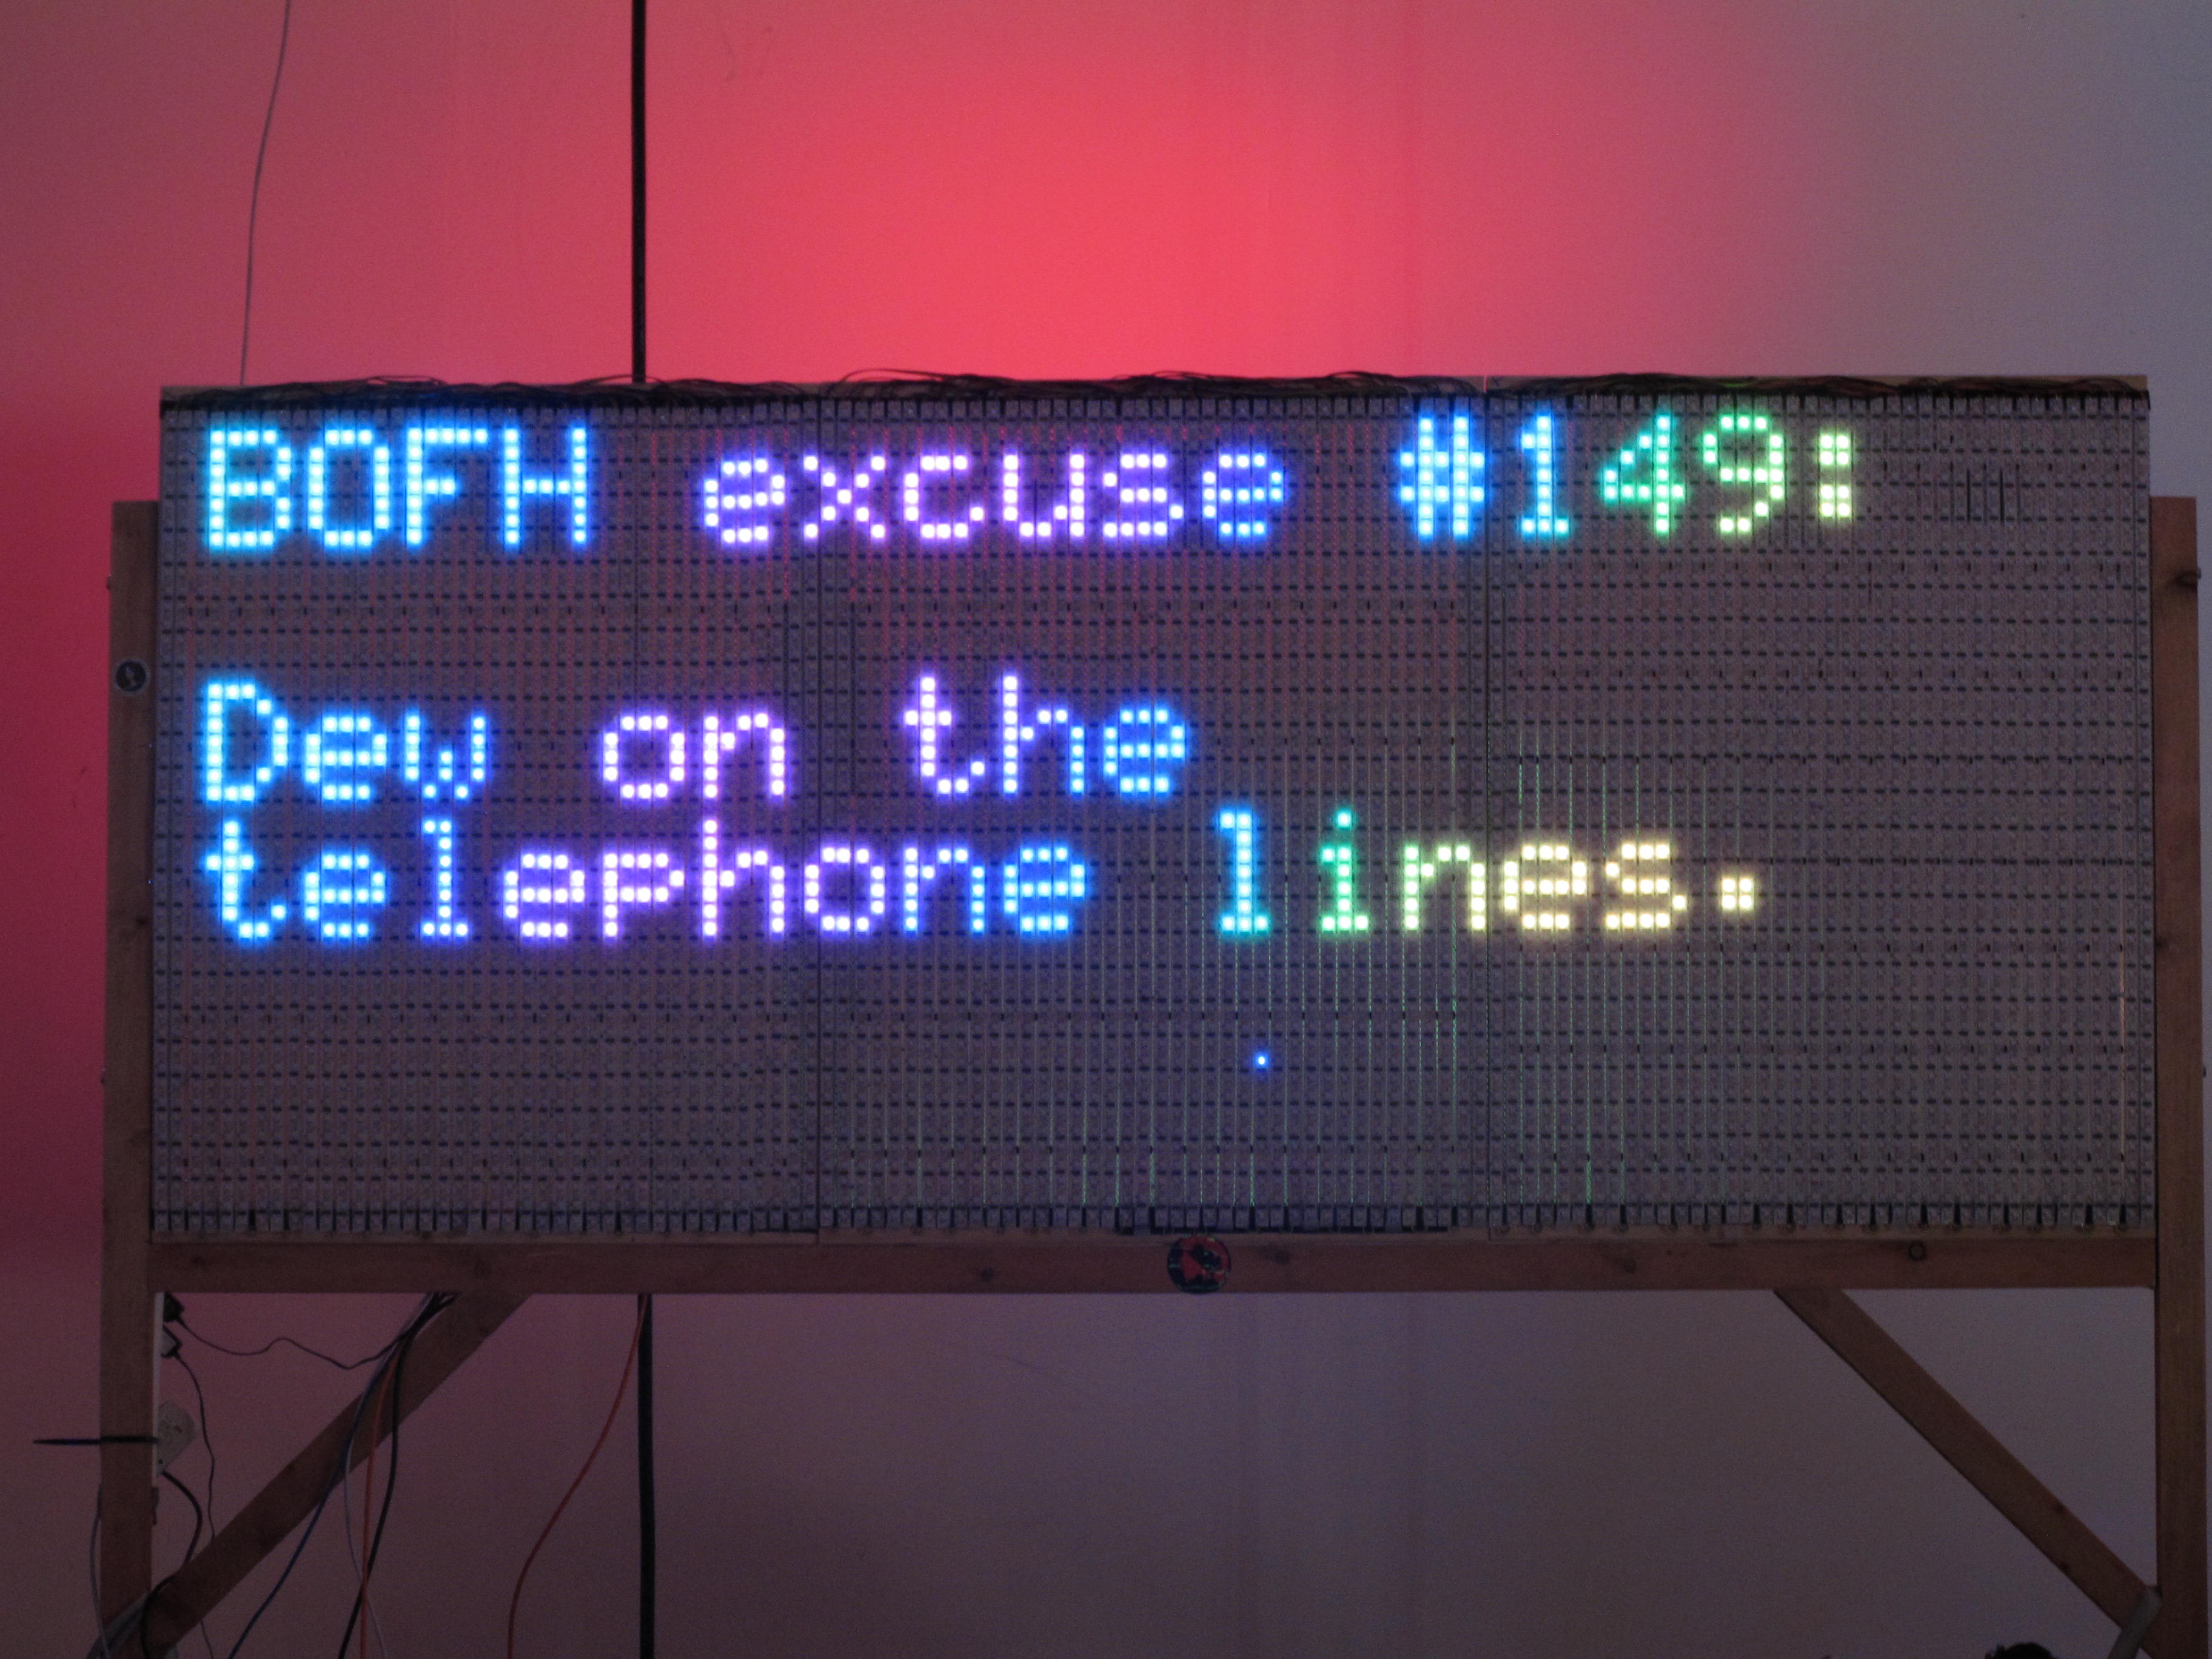 BOFH excuse #149:
Dew on the
telephone lines.